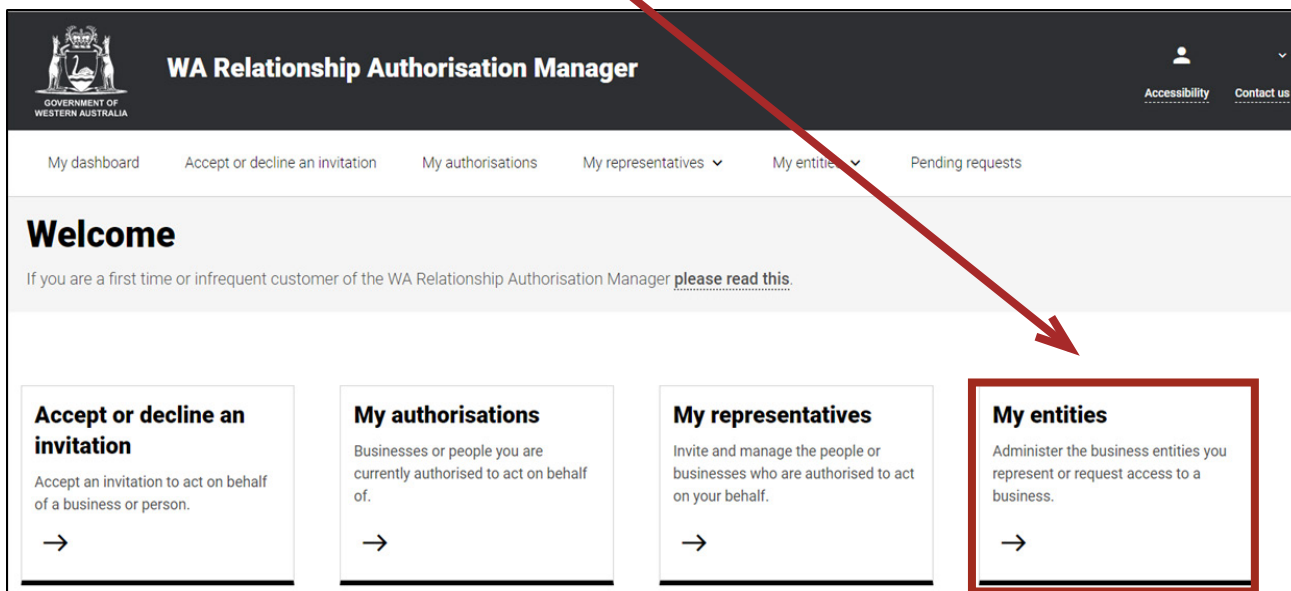 GOVERNMENT OF
WESTERN AUSTRALIA
WA Relationship Authorisation Manager
Accessibility
Contact us
My dashboard
Accept or decline an invitation
My authorisations
My representatives
My entities
Pending requests
Welcome
If you are a first time or infrequent customer of the WA Relationship Authorisation Manager please read this.
Accept or decline an
invitation
Accept an invitation to act on behalf
of a business or person.
My authorisations
Businesses or people you are
currently authorised to act on behalf
of.
My representatives
Invite and manage the people or
businesses who are authorised to act
on your behalf.
My entities
Administer the business entities you
represent or request access to a
business.